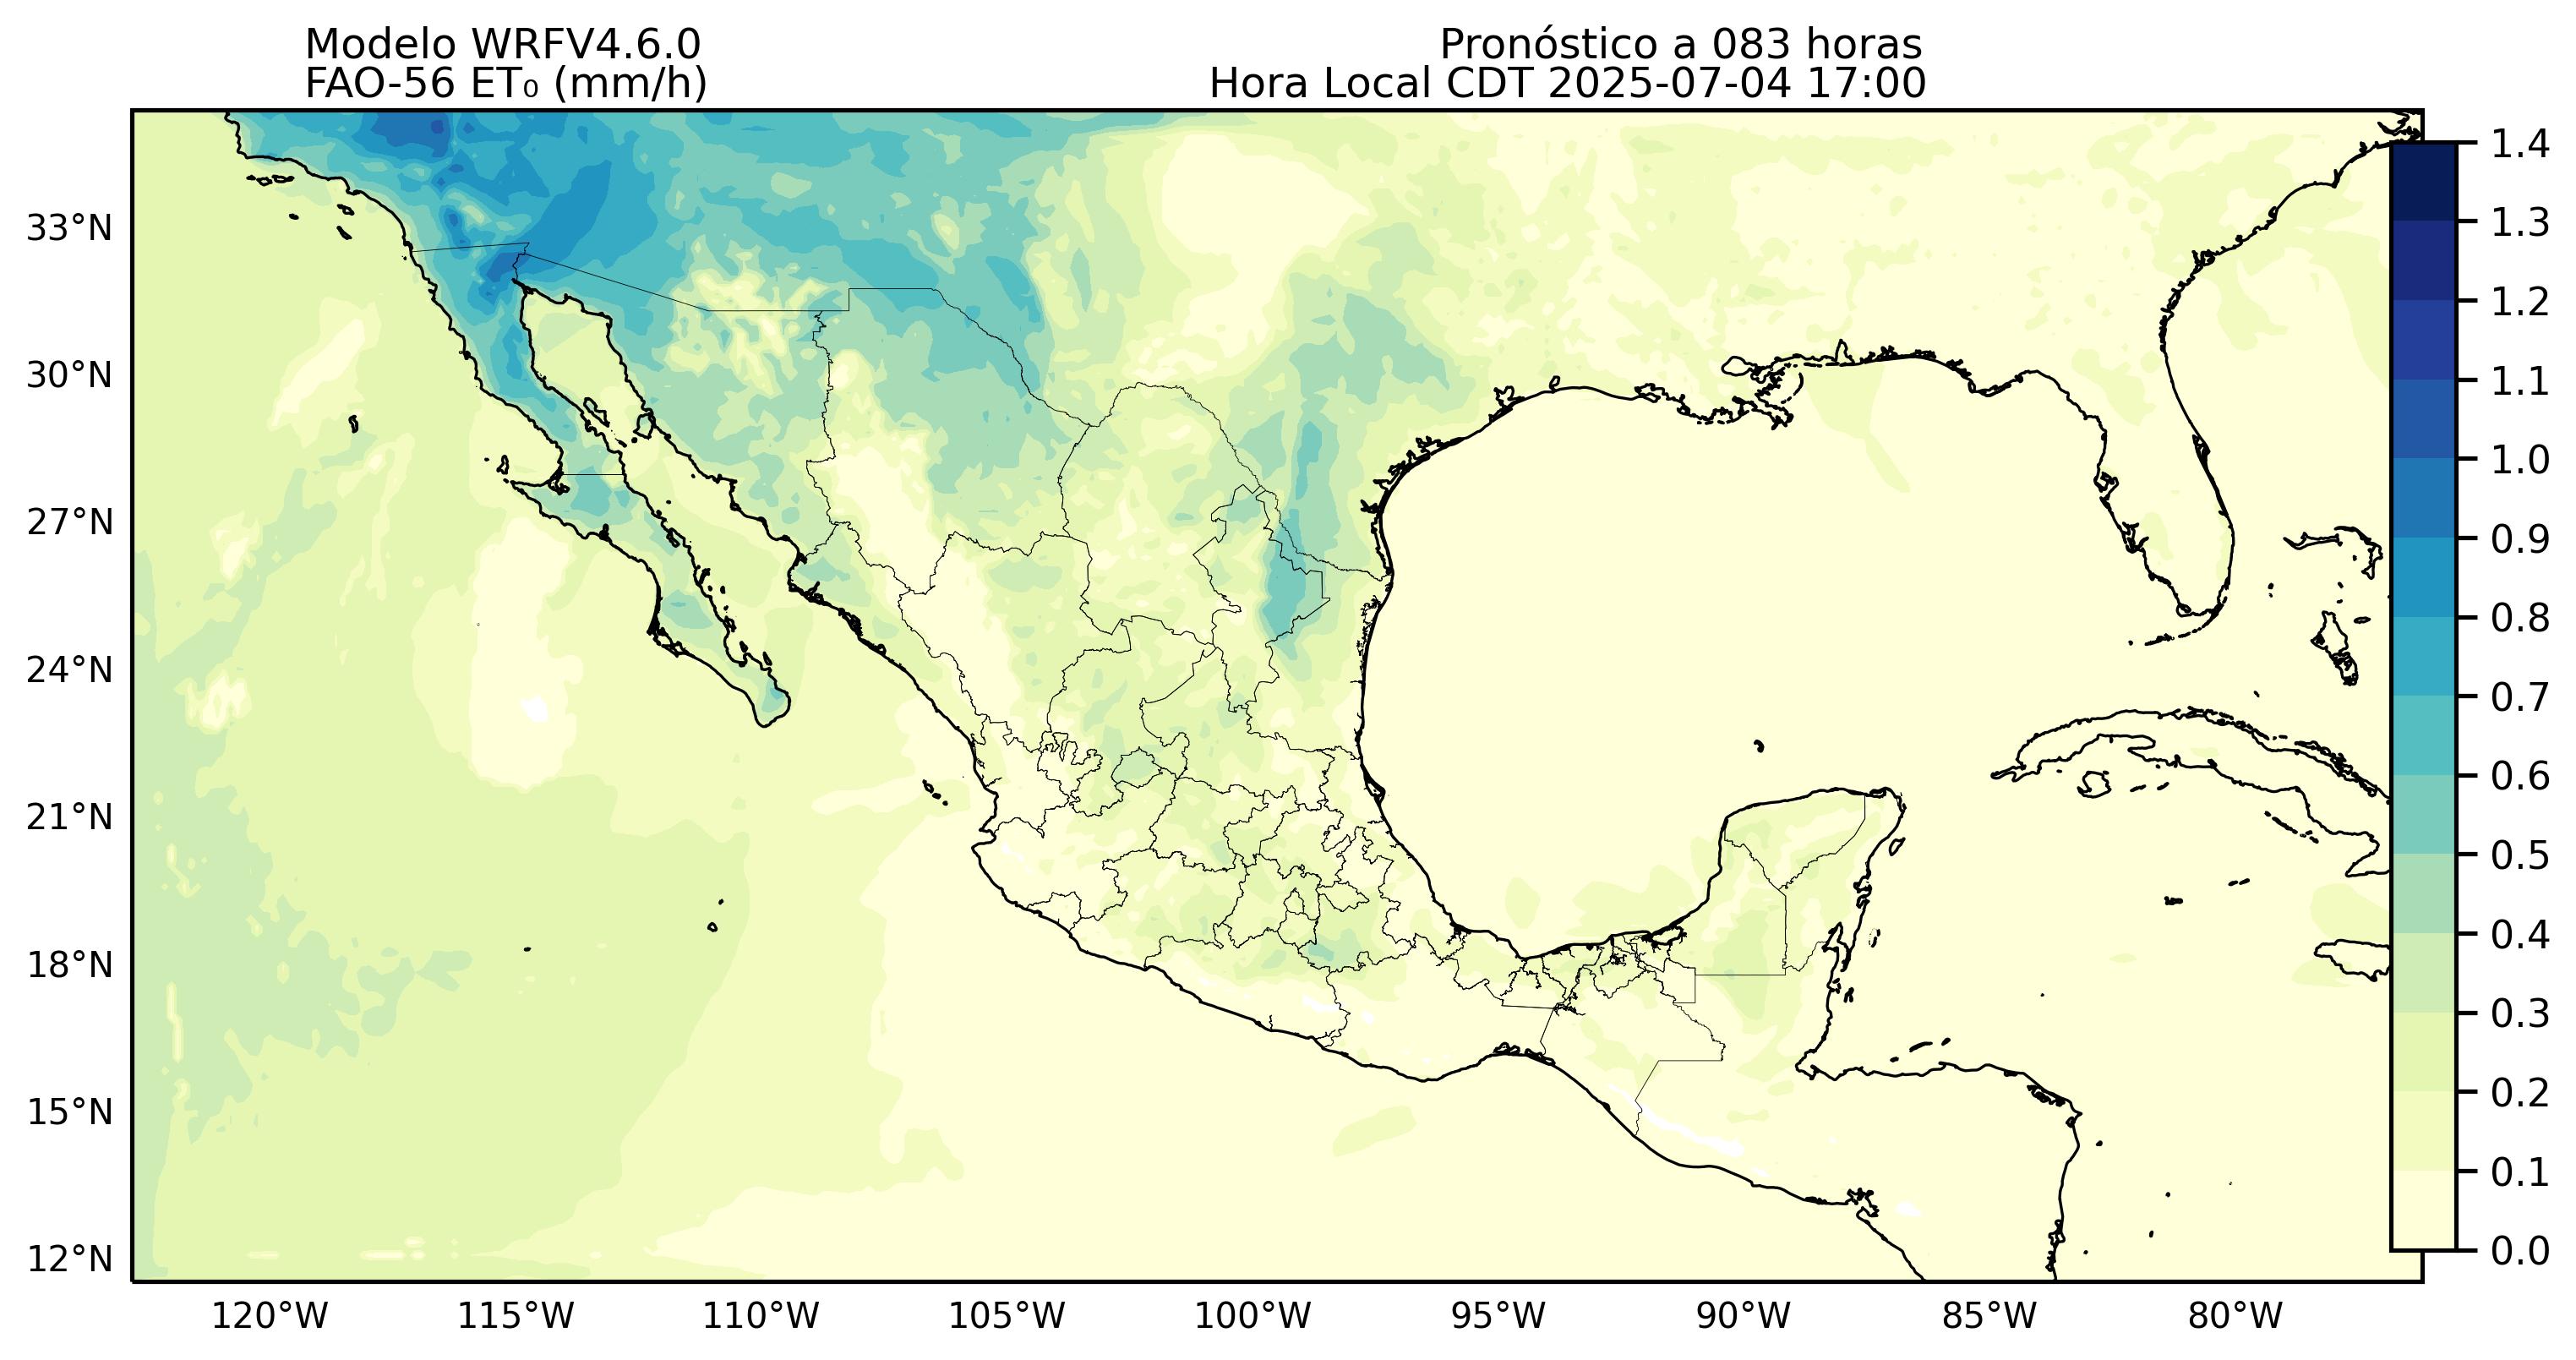 Modelo WRFV4.6.0
FAO-56 ET₀ (mm/h)
Pronóstico a 083 horas
Hora Local CDT 2025-07-04 17:00
33°N
30°N
27°N
24°N
21°N
18°N
15°N
12°N
120°W
115°W
110°W
105°W
100°W
95°W
90°W
85°W
80°W
1.4
1.3
1.2
1.1
1.0
0.9
0.8
0.7
0.6
0.5
0.4
0.3
0.2
0.1
0.0